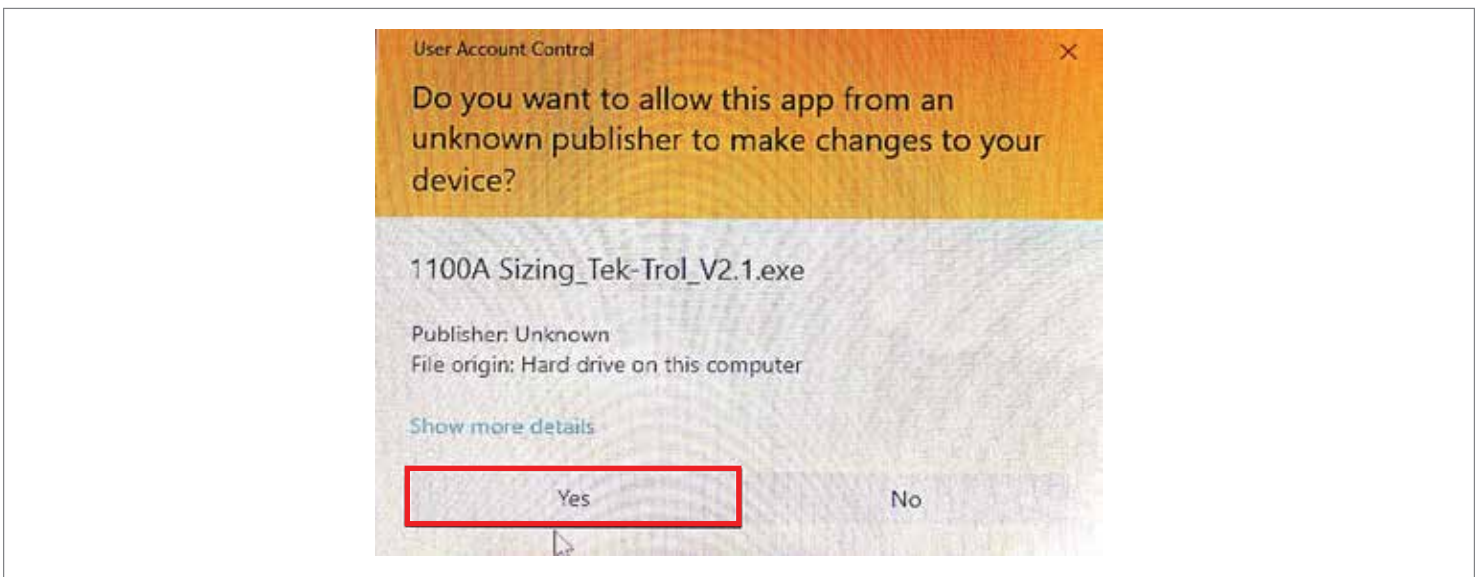 User Account Control
Do you want to allow this app from an
unknown publisher to make changes to your
device?
1100A Sizing_Tek-Trol_V2.1.exe
Publisher: Unknown
File origin: Hard drive on this computer
Show more details
Yes No